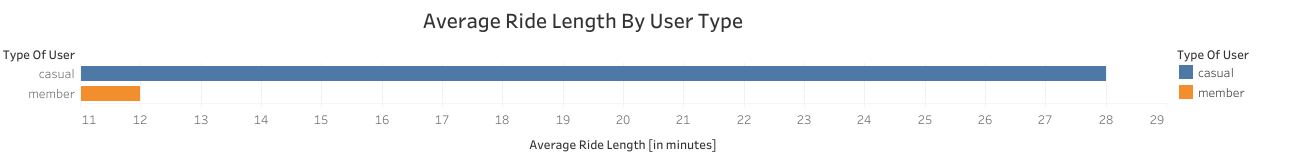 Average Ride Length By User Type
Type Of User
casual
member
11 12 13 14 15 16 17 18 19 20 21 22 23 24 25 26 27 28 29
Average Ride Length [in minutes]
Type Of User
casual
member